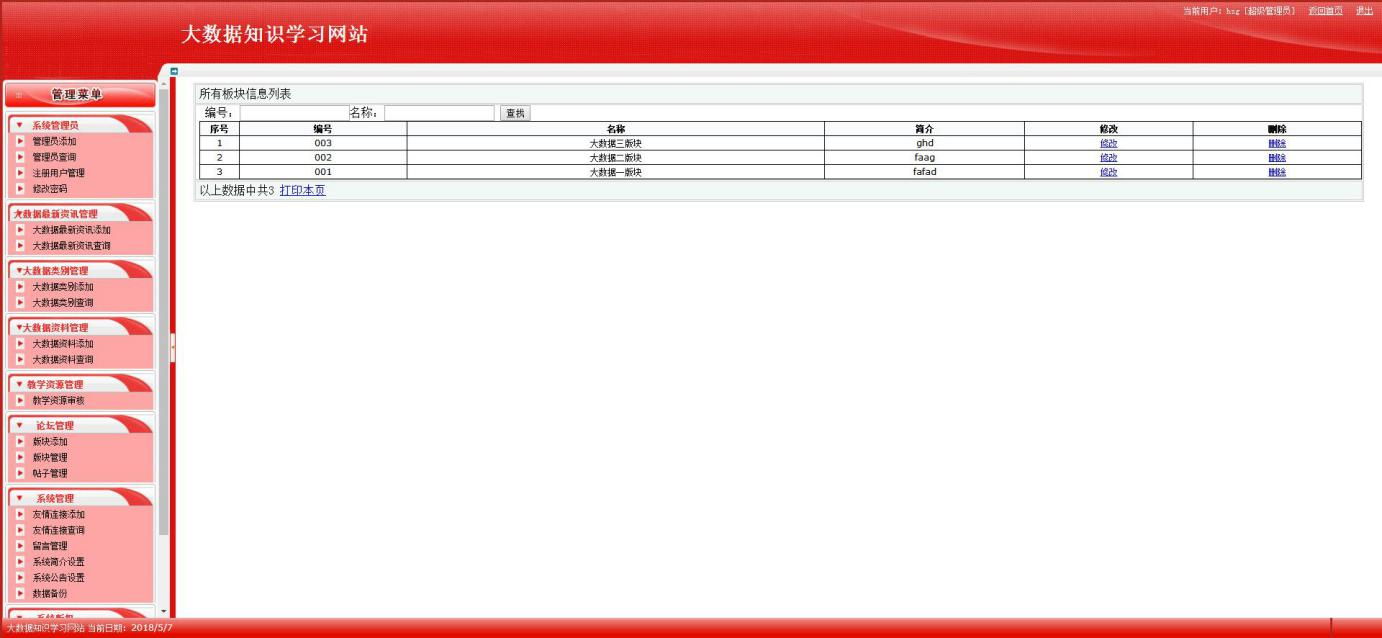 当前用户：hsg [超级管理员] 返回首页 退出
大数据知识学习网站
管理菜单
系统管理员
管理员添加
管理员查询
注册用户管理
修改密码
大数据最新资讯管理
大数据最新资讯添加
大数据最新资讯查询
大数据类别管理
大数据类别添加
大数据类别查询
大数据资料管理
大数据资料添加
大数据资料查询
教学资源管理
教学资源审核
论坛管理
版块添加
版块管理
帖子管理
系统管理
友情连接添加
友情连接查询
留言管理
系统简介设置
系统公告设置
数据备份
所有板块信息列表
编号： 名称： 查找
序号 编号 名称 简介 修改 删除
1 003 大数据三版块 ghd 修改 删除
2 002 大数据二版块 faag 修改 删除
3 001 大数据一版块 fafad 修改 删除
以上数据中共3 打印本页
大数据知识学习网站 当前日期：2018/5/7